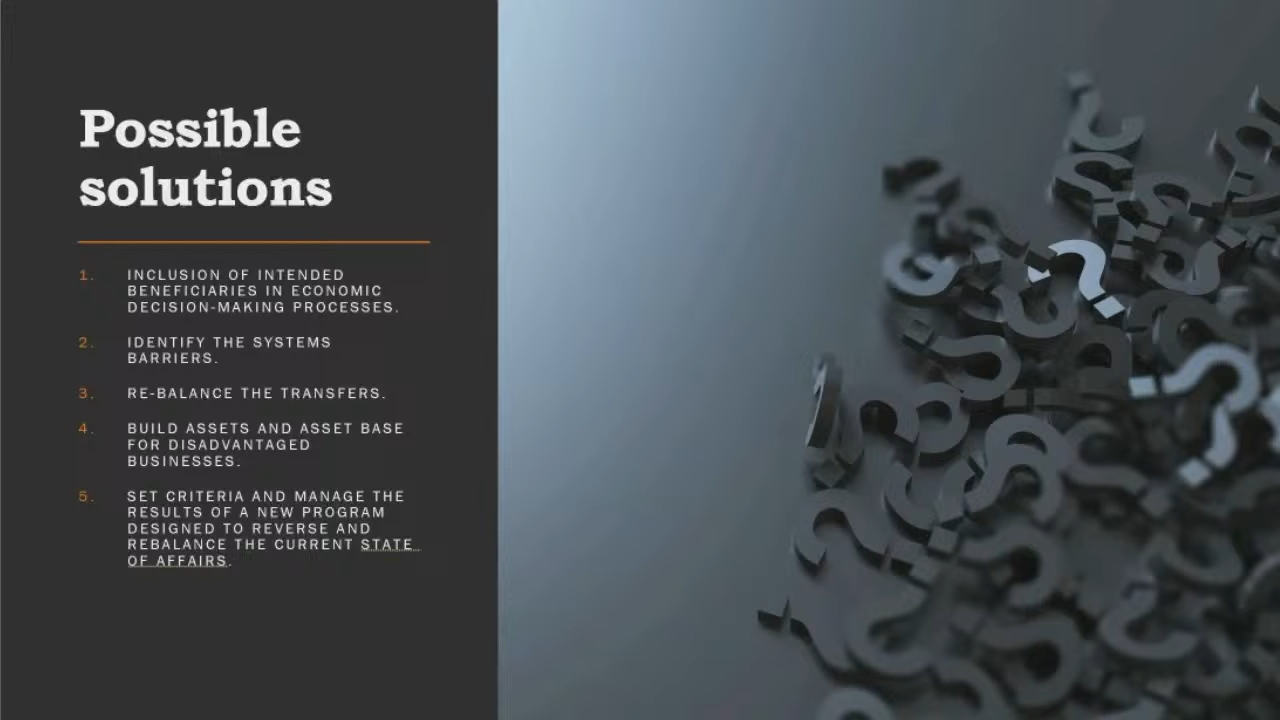 Possible
solutions
1. INCLUSION OF INTENDED
BENEFICIARIES IN ECONOMIC
DECISION-MAKING PROCESSES.
2. IDENTIFY THE SYSTEMS
BARRIERS.
3. RE-BALANCE THE TRANSFERS.
4. BUILD ASSETS AND ASSET BASE
FOR DISADVANTAGED
BUSINESSES.
5. SET CRITERIA AND MANAGE THE
RESULTS OF A NEW PROGRAM
DESIGNED TO REVERSE AND
REBALANCE THE CURRENT STATE
OF AFFAIRS.